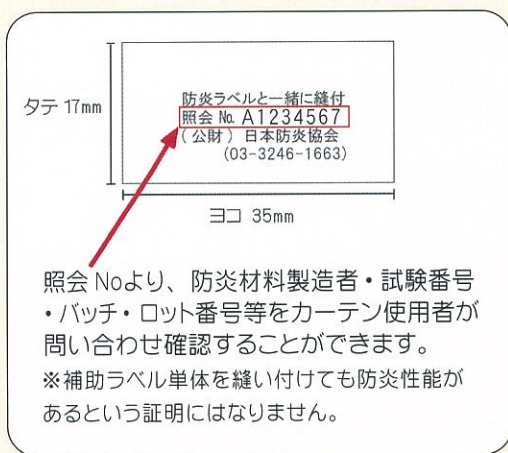 タテ 17mm
防炎ラベルと一緒に縫付
照会 No. A1234567
(公財) 日本防炎協会
(03-3246-1663)
ヨコ 35mm
照会 Noより、防炎材料製造者・試験番号
・バッチ・ロット番号等をカーテン使用者が
問い合わせ確認することができます。
※補助ラベル単体を縫い付けても防炎性能が
あるという証明にはなりません。